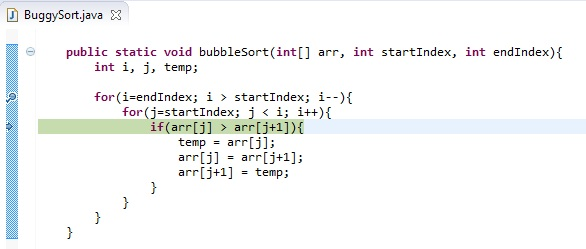 BuggySort.java
public static void bubbleSort(int[] arr, int startIndex, int endIndex){
int i, j, temp;
for(i=endIndex; i > startIndex; i--){
for(j=startIndex; j < i; i++){
if(arr[j] > arr[j+1]){
temp = arr[j];
arr[j] = arr[j+1];
arr[j+1] = temp;
}
}
}
}